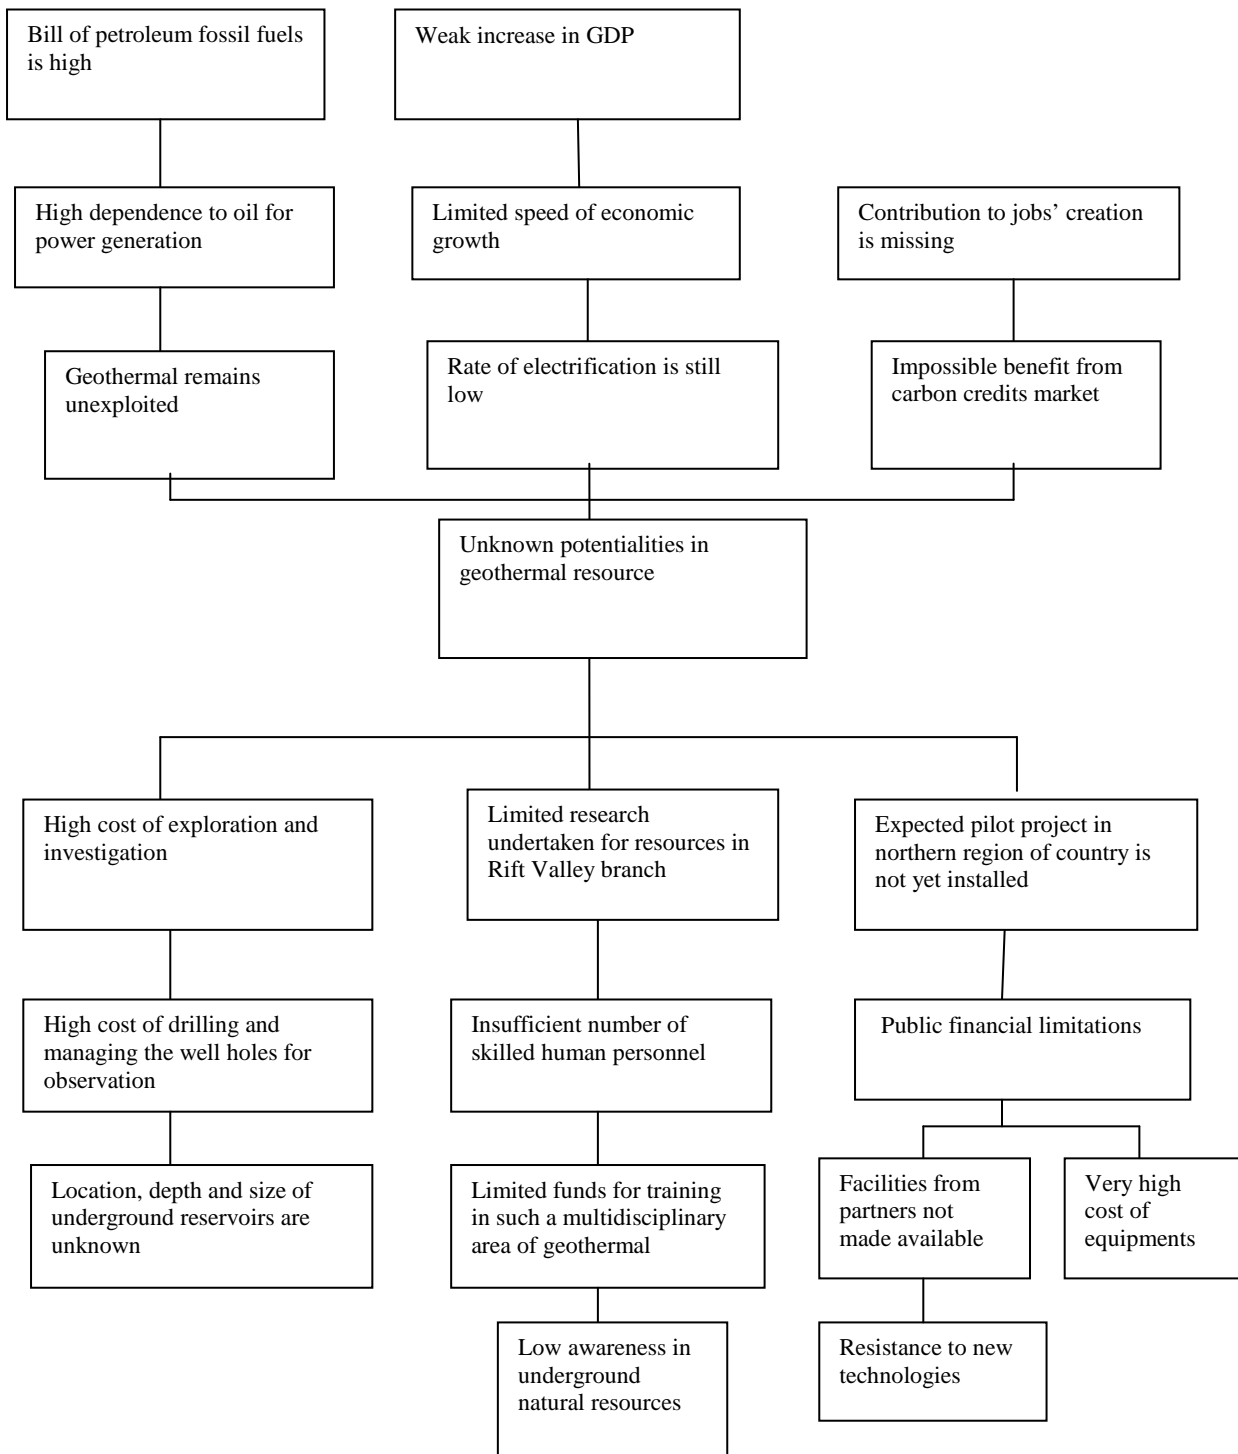 Bill of petroleum fossil fuels
is high
Weak increase in GDP
High dependence to oil for
power generation
Limited speed of economic
growth
Contribution to jobs’ creation
is missing
Geothermal remains
unexploited
Rate of electrification is still
low
Impossible benefit from
carbon credits market
Unknown potentialities in
geothermal resource
High cost of exploration and
investigation
Limited research
undertaken for resources in
Rift Valley branch
Expected pilot project in
northern region of country is
not yet installed
High cost of drilling and
managing the well holes for
observation
Insufficient number of
skilled human personnel
Public financial limitations
Location, depth and size of
underground reservoirs are
unknown
Limited funds for training
in such a multidisciplinary
area of geothermal
Facilities from
partners not
made available
Very high
cost of
equipments
Low awareness in
underground
natural resources
Resistance to new
technologies